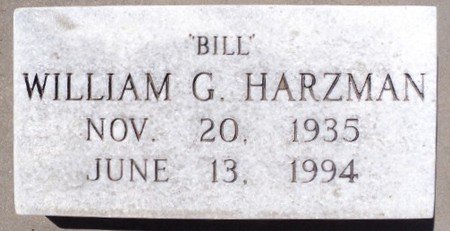 "BILL"
WILLIAM G. HARZMAN
NOV. 20, 1935
JUNE 13, 1994